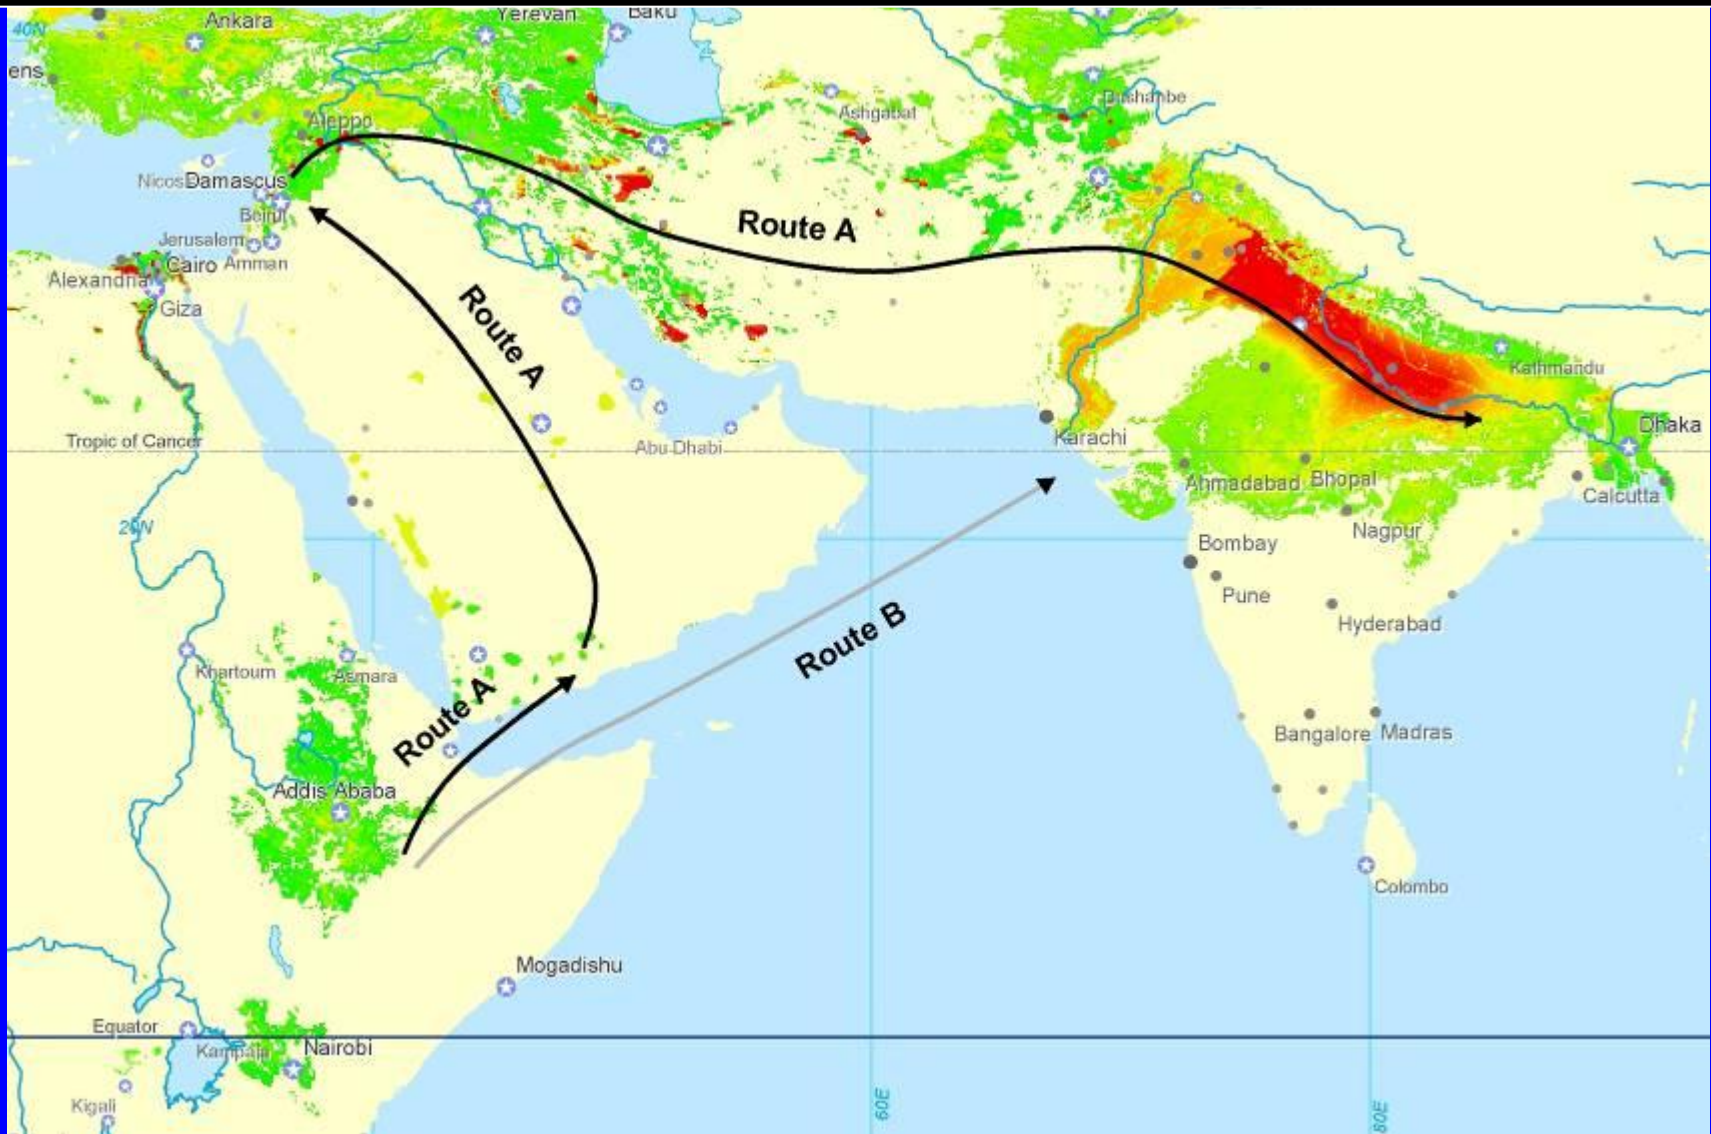 Ankara
Yerevan
Baku
40N
ens
Ashgabat
Dushanbe
Aleppo
Nicos
Damascus
Beirut
Route A
Jerusalem
Cairo
Amman
Alexandria
Giza
Route A
Kathmandu
Tropic of Cancer
Abu Dhabi
Karachi
Dhaka
Ahmadabad
Bhopal
Calcutta
20N
Nagpur
Bombay
Pune
Hyderabad
Route B
Khartoum
Asmara
Route A
Bangalore
Madras
Addis Ababa
Colombo
Mogadishu
Equator
Kampala
Nairobi
Kigali
60E
80E